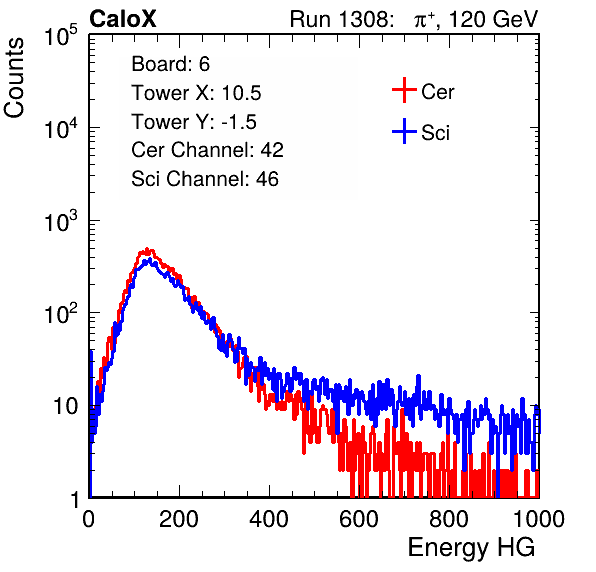 CaloX Run 1308: π⁺, 120 GeV
Counts
10⁵
10⁴
10³
10²
10
1
Board: 6
Tower X: 10.5
Tower Y: -1.5
Cer Channel: 42
Sci Channel: 46
Cer
Sci
0 200 400 600 800 1000
Energy HG